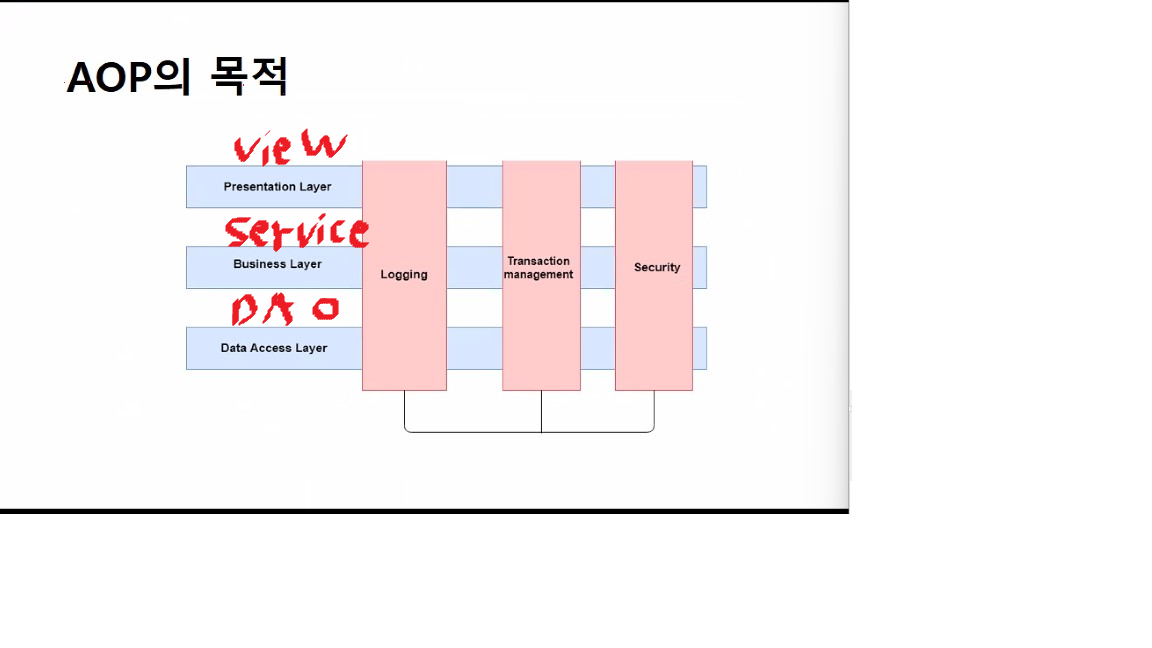 AOP의 목적
view
Presentation Layer
service
Business Layer
DAO
Data Access Layer
Logging
Transaction
management
Security